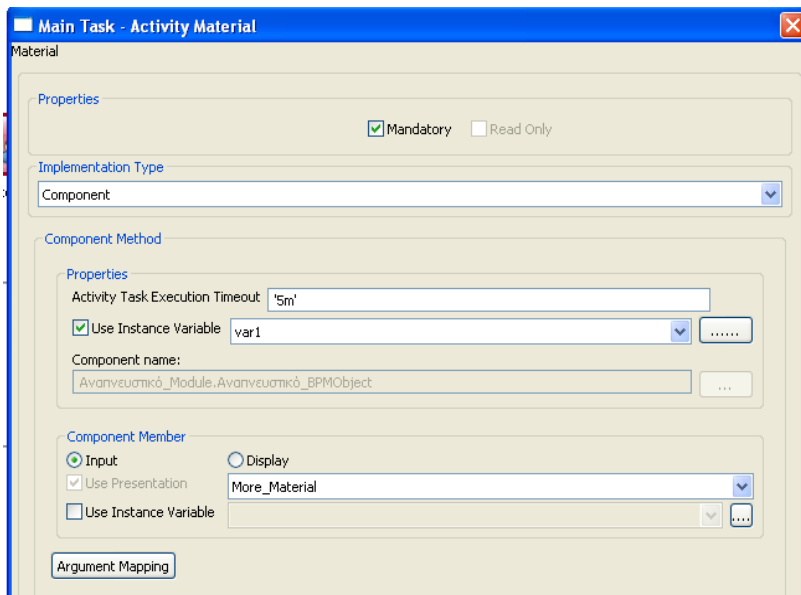 Main Task - Activity Material
Material
Properties
Mandatory Read Only
Implementation Type
Component
Component Method
Properties
Activity Task Execution Timeout '5m'
Use Instance Variable var1 ......
Component name:
Αναπνευστικό_Module.Αναπνευστικό_BPMObject ...
Component Member
Input Display
Use Presentation More_Material
Use Instance Variable ....
Argument Mapping